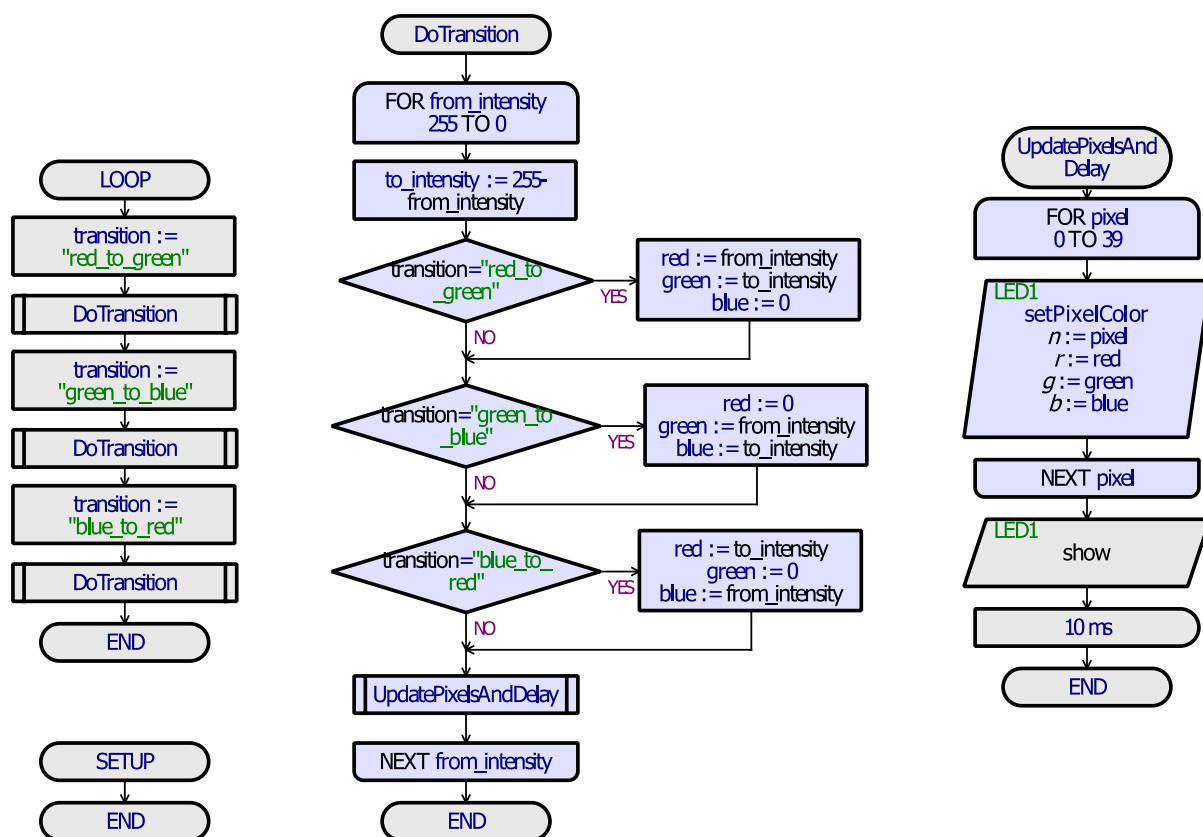 LOOP
transition :=
"red_to_green"
DoTransition
transition :=
"green_to_blue"
DoTransition
transition :=
"blue_to_red"
DoTransition
END
SETUP
END
DoTransition
FOR from_intensity
255 TO 0
to_intensity := 255-
from_intensity
transition="red_to
_green"
YES
red := from_intensity
green := to_intensity
blue := 0
NO
transition="green_to
_blue"
YES
red := 0
green := from_intensity
blue := to_intensity
NO
transition="blue_to_
red"
YES
red := to_intensity
green := 0
blue := from_intensity
NO
UpdatePixelsAndDelay
NEXT from_intensity
END
UpdatePixelsAnd
Delay
FOR pixel
0 TO 39
LED1
setPixelColor
n := pixel
r := red
g := green
b := blue
NEXT pixel
LED1
show
10 ms
END